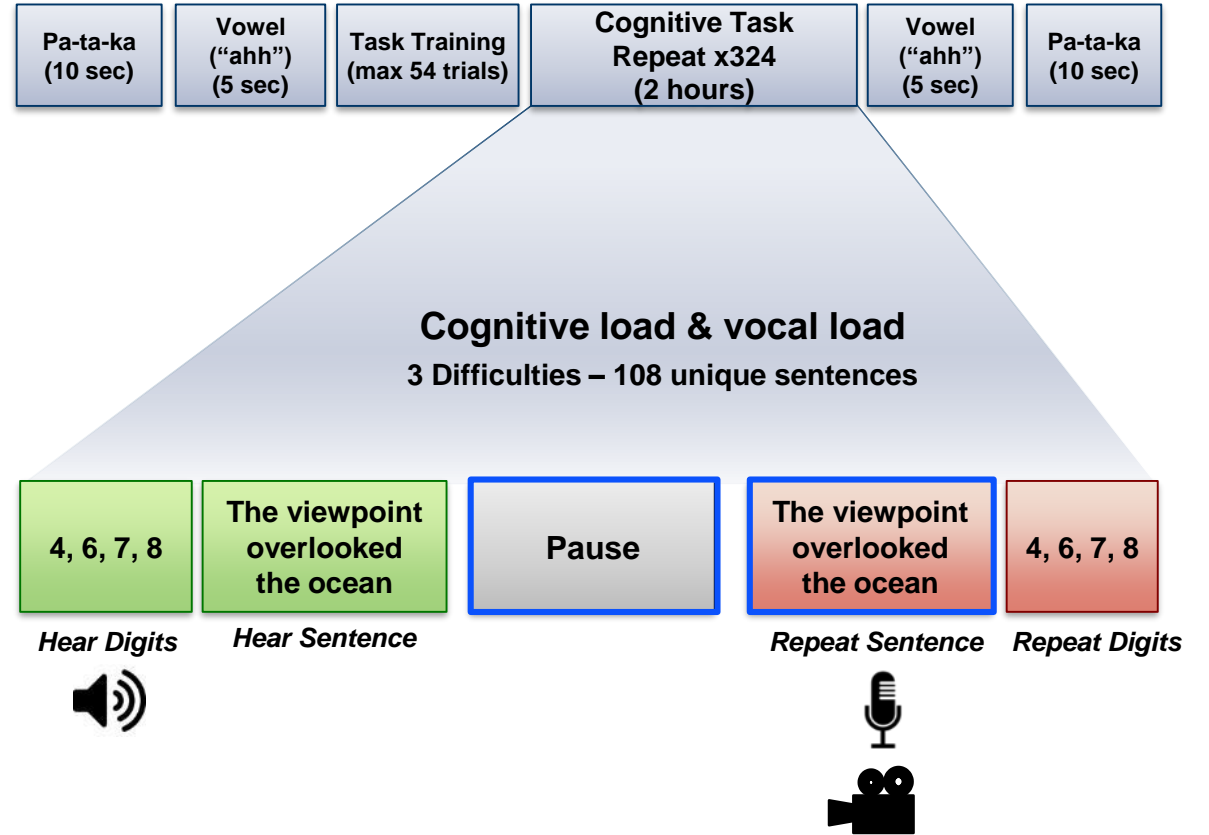 Pa-ta-ka
(10 sec)
Vowel
(“ahh”)
(5 sec)
Task Training
(max 54 trials)
Cognitive Task
Repeat x324
(2 hours)
Vowel
(“ahh”)
(5 sec)
Pa-ta-ka
(10 sec)
Cognitive load & vocal load
3 Difficulties – 108 unique sentences
4, 6, 7, 8
The viewpoint
overlooked
the ocean
Pause
The viewpoint
overlooked
the ocean
4, 6, 7, 8
Hear Digits
Hear Sentence
Repeat Sentence
Repeat Digits